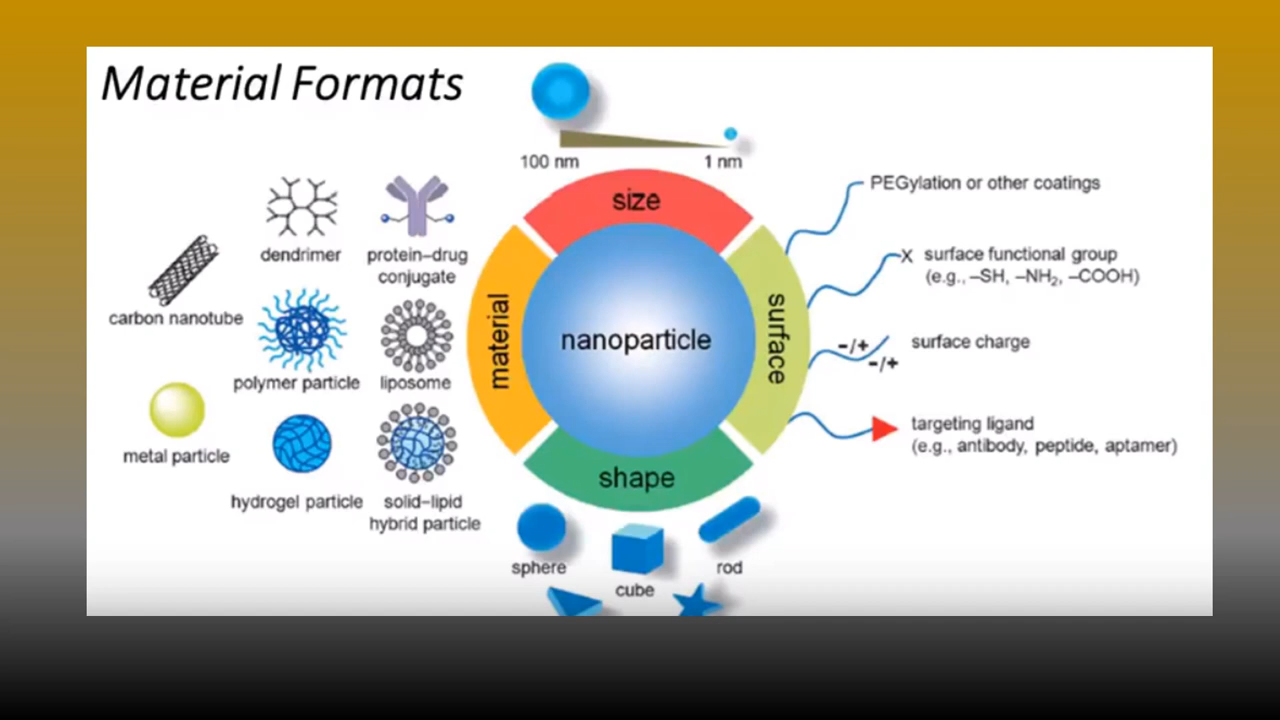 Material Formats
100 nm
1 nm
size
material
nanoparticle
surface
shape
dendrimer
protein–drug
conjugate
carbon nanotube
polymer particle
liposome
metal particle
hydrogel particle
solid–lipid
hybrid particle
PEGylation or other coatings
X surface functional group
(e.g., –SH, –NH₂, –COOH)
–/+
–/+
surface charge
targeting ligand
(e.g., antibody, peptide, aptamer)
sphere
cube
rod